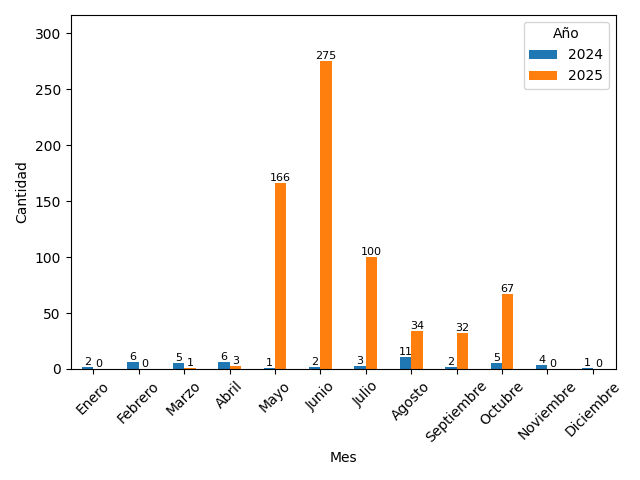 Año
2024
2025
300
250
200
150
100
50
0
Cantidad
2 0 6 0 5 1 6 3 1 166 2 275 3 100 11 34 2 32 5 67 4 0 1 0
Enero Febrero Marzo Abril Mayo Junio Julio Agosto Septiembre Octubre Noviembre Diciembre
Mes